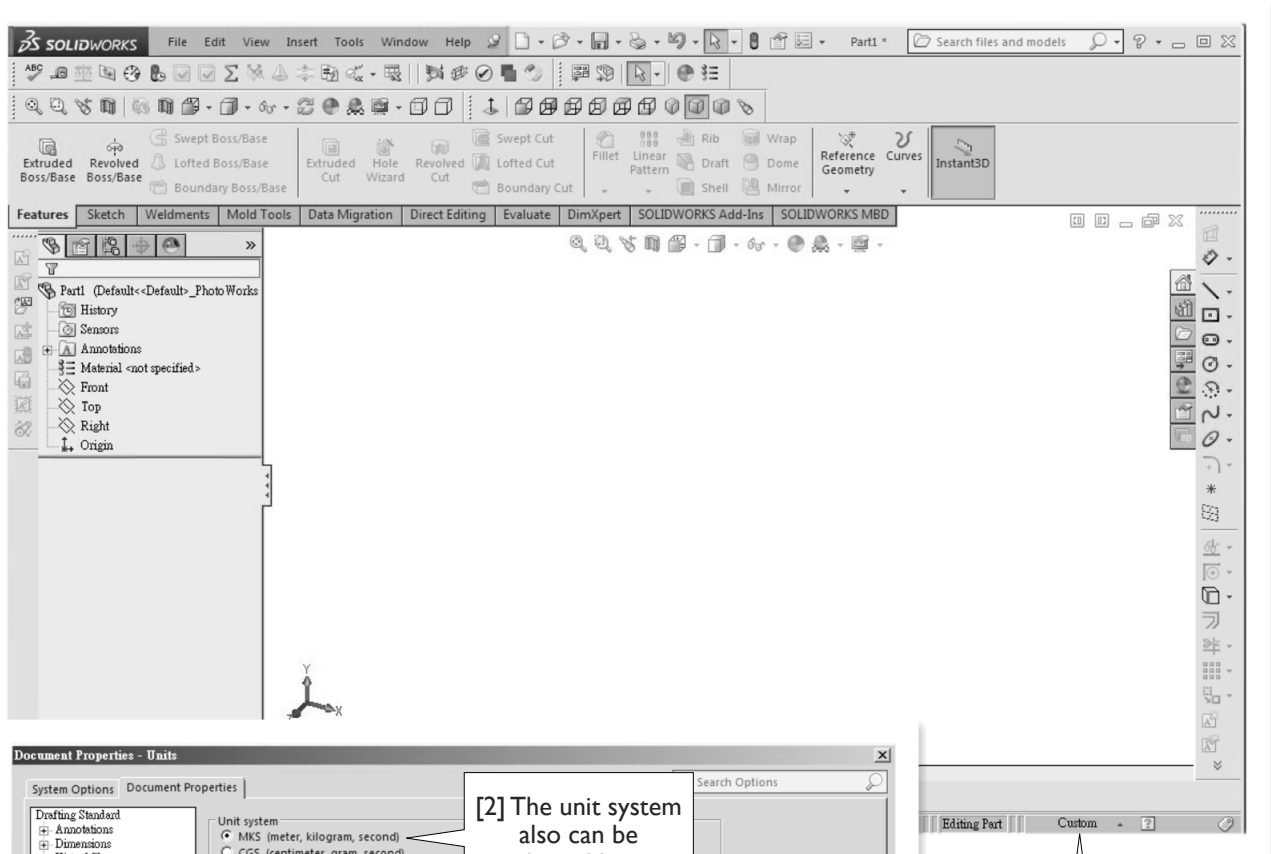 SOLIDWORKS File Edit View Insert Tools Window Help Part1 * Search files and models
Extruded Boss/Base
Revolved Boss/Base
Swept Boss/Base
Lofted Boss/Base
Boundary Boss/Base
Extruded Cut
Hole Wizard
Revolved Cut
Swept Cut
Lofted Cut
Boundary Cut
Fillet
Linear Pattern
Rib
Draft
Shell
Wrap
Dome
Mirror
Reference Geometry
Curves
Instant3D
Features Sketch Weldments Mold Tools Data Migration Direct Editing Evaluate DimXpert SOLIDWORKS Add-Ins SOLIDWORKS MBD
Part1 (Default<<Default>_PhotoWorks
History
Sensors
Annotations
Material <not specified>
Front
Top
Right
Origin
Y
X
Document Properties - Units
System Options Document Properties
Search Options
Drafting Standard
Annotations
Dimensions
Unit system
MKS (meter, kilogram, second)
CGS (centimeter, gram, second)
[2] The unit system
also can be
Editing Part Custom